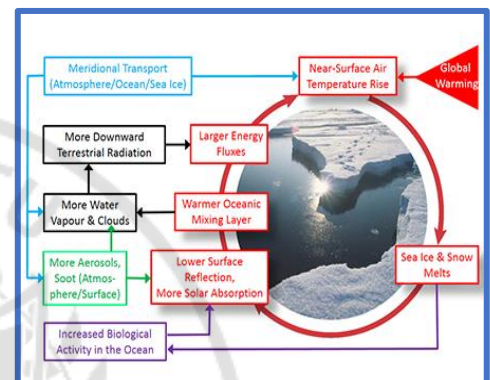 Meridional Transport
(Atmosphere/Ocean/Sea Ice)
Near-Surface Air
Temperature Rise
Global
Warming
More Downward
Terrestrial Radiation
Larger Energy
Fluxes
More Water
Vapour & Clouds
Warmer Oceanic
Mixing Layer
More Aerosols,
Soot (Atmos-
phere/Surface)
Lower Surface
Reflection,
More Solar Absorption
Sea Ice & Snow
Melts
Increased Biological
Activity in the Ocean